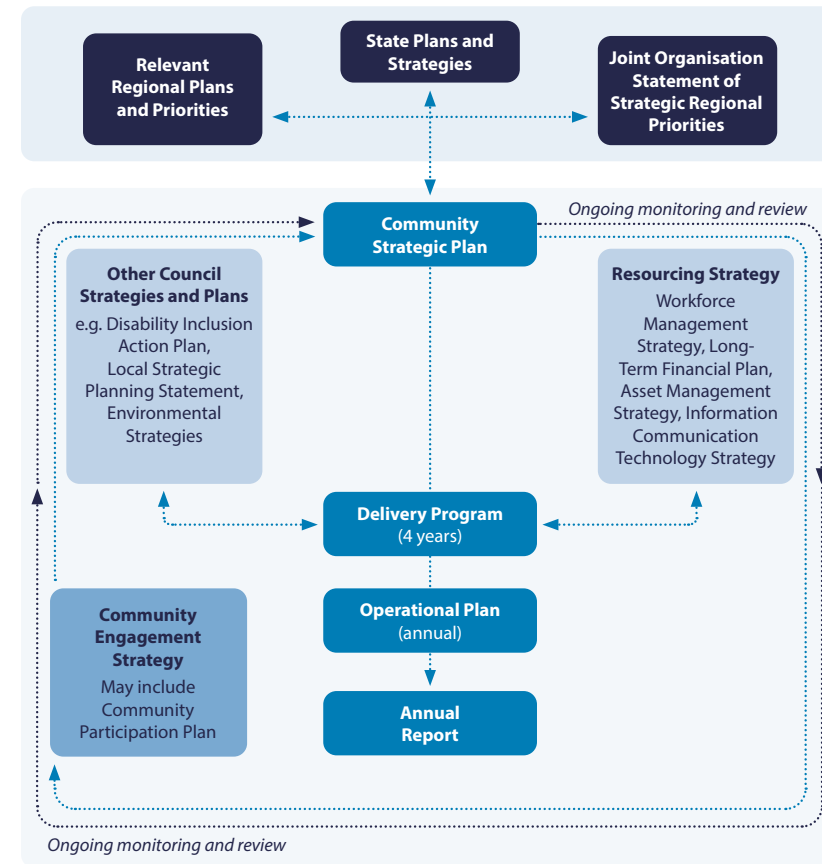 Relevant
Regional Plans
and Priorities
State Plans and
Strategies
Joint Organisation
Statement of
Strategic Regional
Priorities
Ongoing monitoring and review
Community
Strategic Plan
Other Council
Strategies and Plans
e.g. Disability Inclusion
Action Plan,
Local Strategic
Planning Statement,
Environmental
Strategies
Resourcing Strategy
Workforce
Management
Strategy, Long-
Term Financial Plan,
Asset Management
Strategy, Information
Communication
Technology Strategy
Delivery Program
(4 years)
Community
Engagement
Strategy
May include
Community
Participation Plan
Operational Plan
(annual)
Annual
Report
Ongoing monitoring and review